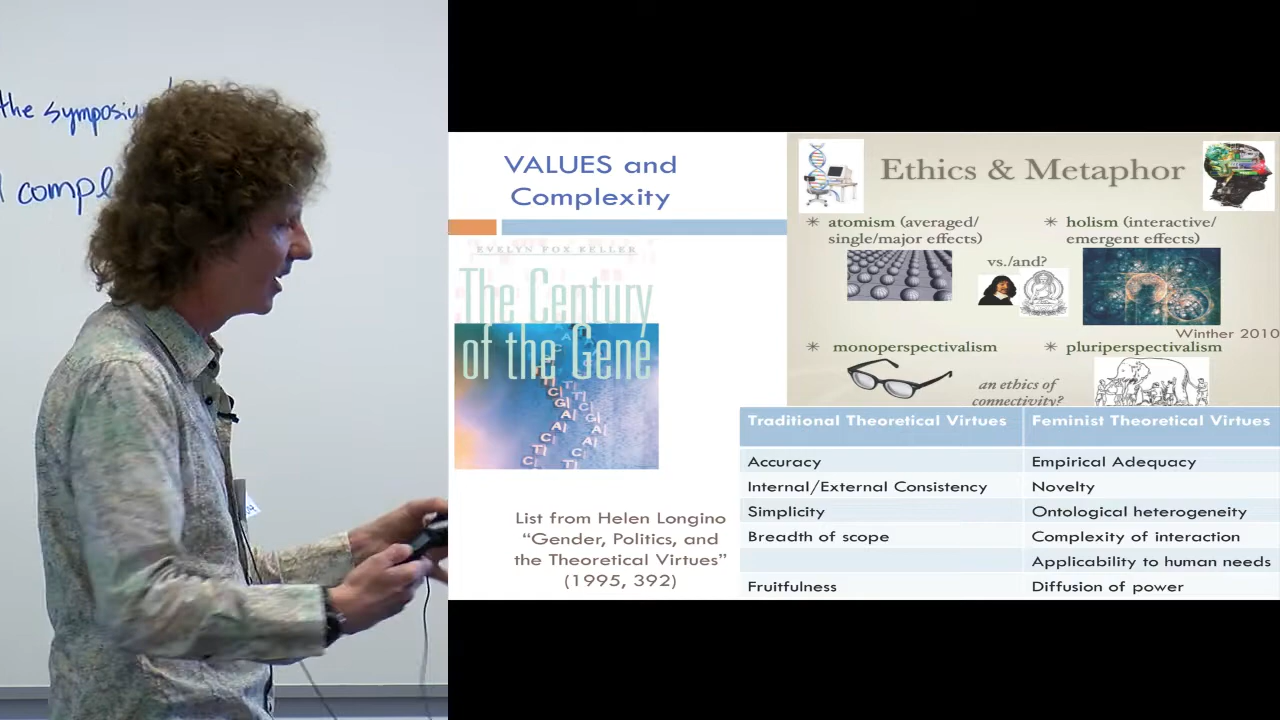 the symposiu
compl
VALUES and
Complexity
EVELYN FOX KELLER
The Century
of the Gene
List from Helen Longino
“Gender, Politics, and
the Theoretical Virtues”
(1995, 392)
Ethics & Metaphor
* atomism (averaged/
single/major effects)
* holism (interactive/
emergent effects)
vs./and?
Winther 2010
* monoperspectivalism
* pluriperspectivalism
an ethics of
connectivity?
Traditional Theoretical Virtues Feminist Theoretical Virtues
Accuracy Empirical Adequacy
Internal/External Consistency Novelty
Simplicity Ontological heterogeneity
Breadth of scope Complexity of interaction
Applicability to human needs
Fruitfulness Diffusion of power